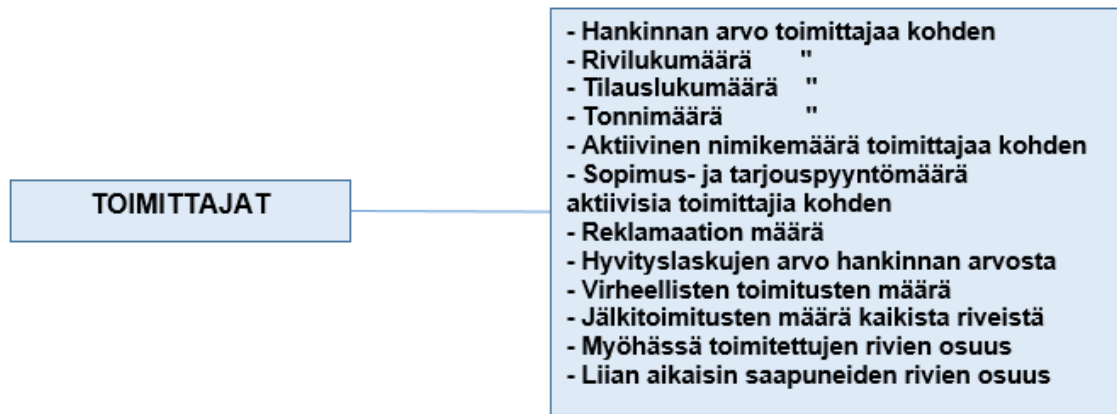 TOIMITTAJAT
- Hankinnan arvo toimittajaa kohden
- Rivilukumäärä "
- Tilauslukumäärä "
- Tonnimäärä "
- Aktiivinen nimikemäärä toimittajaa kohden
- Sopimus- ja tarjouspyyntömäärä
aktiivisia toimittajia kohden
- Reklamaation määrä
- Hyvityslaskujen arvo hankinnan arvosta
- Virheellisten toimitusten määrä
- Jälkitoimitusten määrä kaikista riveistä
- Myöhässä toimitettujen rivien osuus
- Liian aikaisin saapuneiden rivien osuus